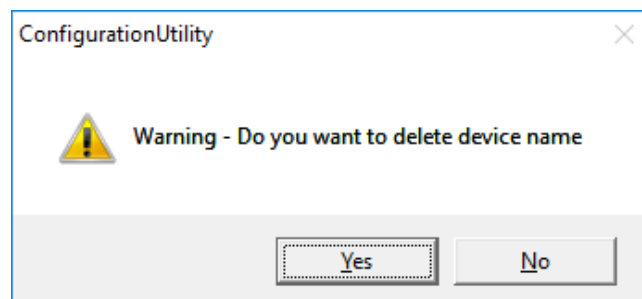 ConfigurationUtility
Warning - Do you want to delete device name
Yes
No